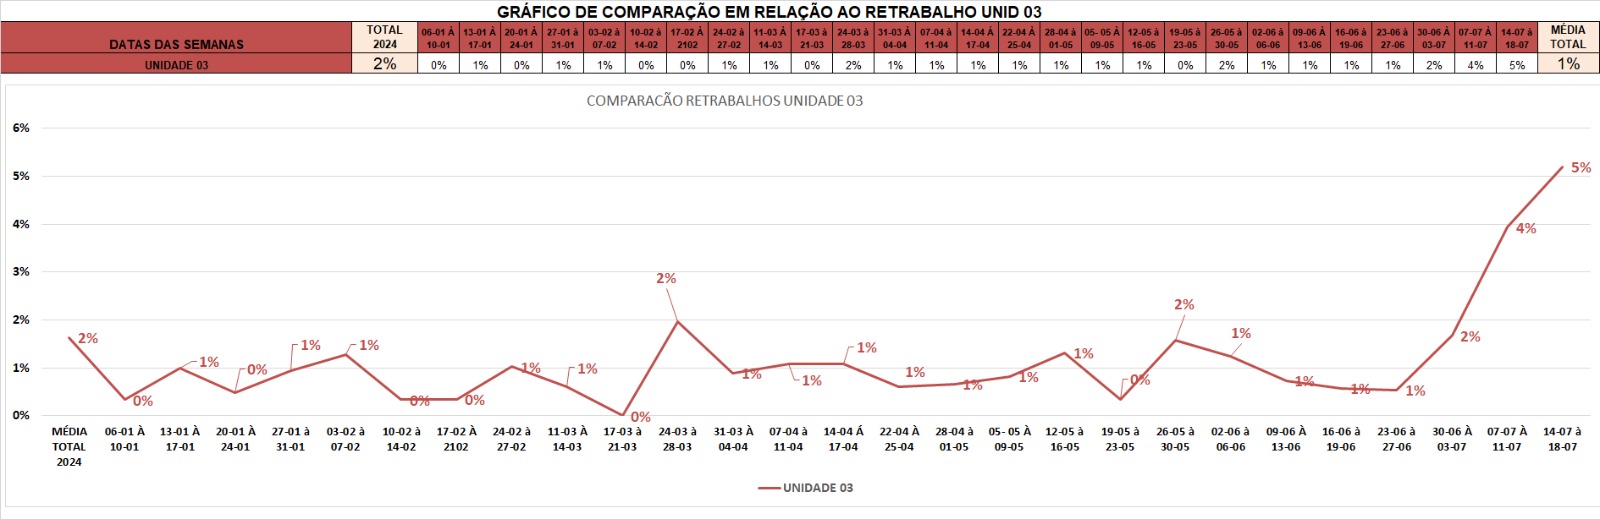 GRÁFICO DE COMPARAÇÃO EM RELAÇÃO AO RETRABALHO UNID 03
DATAS DAS SEMANAS TOTAL 2024 06-01 Á 10-01 13-01 Á 17-01 20-01 Á 24-01 27-01 Á 31-01 03-02 à 07-02 10-02 á 14-02 17-02 Á 2102 24-02 Á 27-02 11-03 Á 14-03 17-03 Á 21-03 24-03 Á 28-03 31-03 Á 04-04 07-04 à 11-04 14-04 Á 17-04 22-04 Á 25-04 28-04 à 01-05 05- 05 à 09-05 12-05 à 16-05 19-05 à 23-05 26-05 à 30-05 02-06 à 06-06 09-06 À 13-06 16-06 à 19-06 23-06 à 27-06 30-06 Á 03-07 07-07 À 11-07 14-07 à 18-07 MÉDIA TOTAL
UNIDADE 03 2% 0% 1% 0% 1% 1% 0% 0% 1% 1% 0% 2% 1% 1% 1% 1% 1% 1% 1% 0% 2% 1% 1% 1% 1% 2% 4% 5% 1%
COMPARACÃO RETRABALHOS UNIDADE 03
6%
5% 5%
4% 4%
3%
2% 2% 2% 2% 2%
1% 1% 0% 1% 1% 1% 1% 1% 1% 1% 1% 1% 1% 1% 1% 0% 1% 1% 1% 1%
0% 0% 0% 0% 0%
MÉDIA TOTAL 2024 06-01 À 10-01 13-01 À 17-01 20-01 À 24-01 27-01 À 31-01 03-02 à 07-02 10-02 à 14-02 17-02 À 2102 24-02 À 27-02 11-03 À 14-03 17-03 à 21-03 24-03 À 28-03 31-03 À 04-04 07-04 à 11-04 14-04 Á 17-04 22-04 À 25-04 28-04 à 01-05 05- 05 À 09-05 12-05 à 16-05 19-05 à 23-05 26-05 à 30-05 02-06 à 06-06 09-06 À 13-06 16-06 à 19-06 23-06 à 27-06 30-06 À 03-07 07-07 À 11-07 14-07 à 18-07
UNIDADE 03